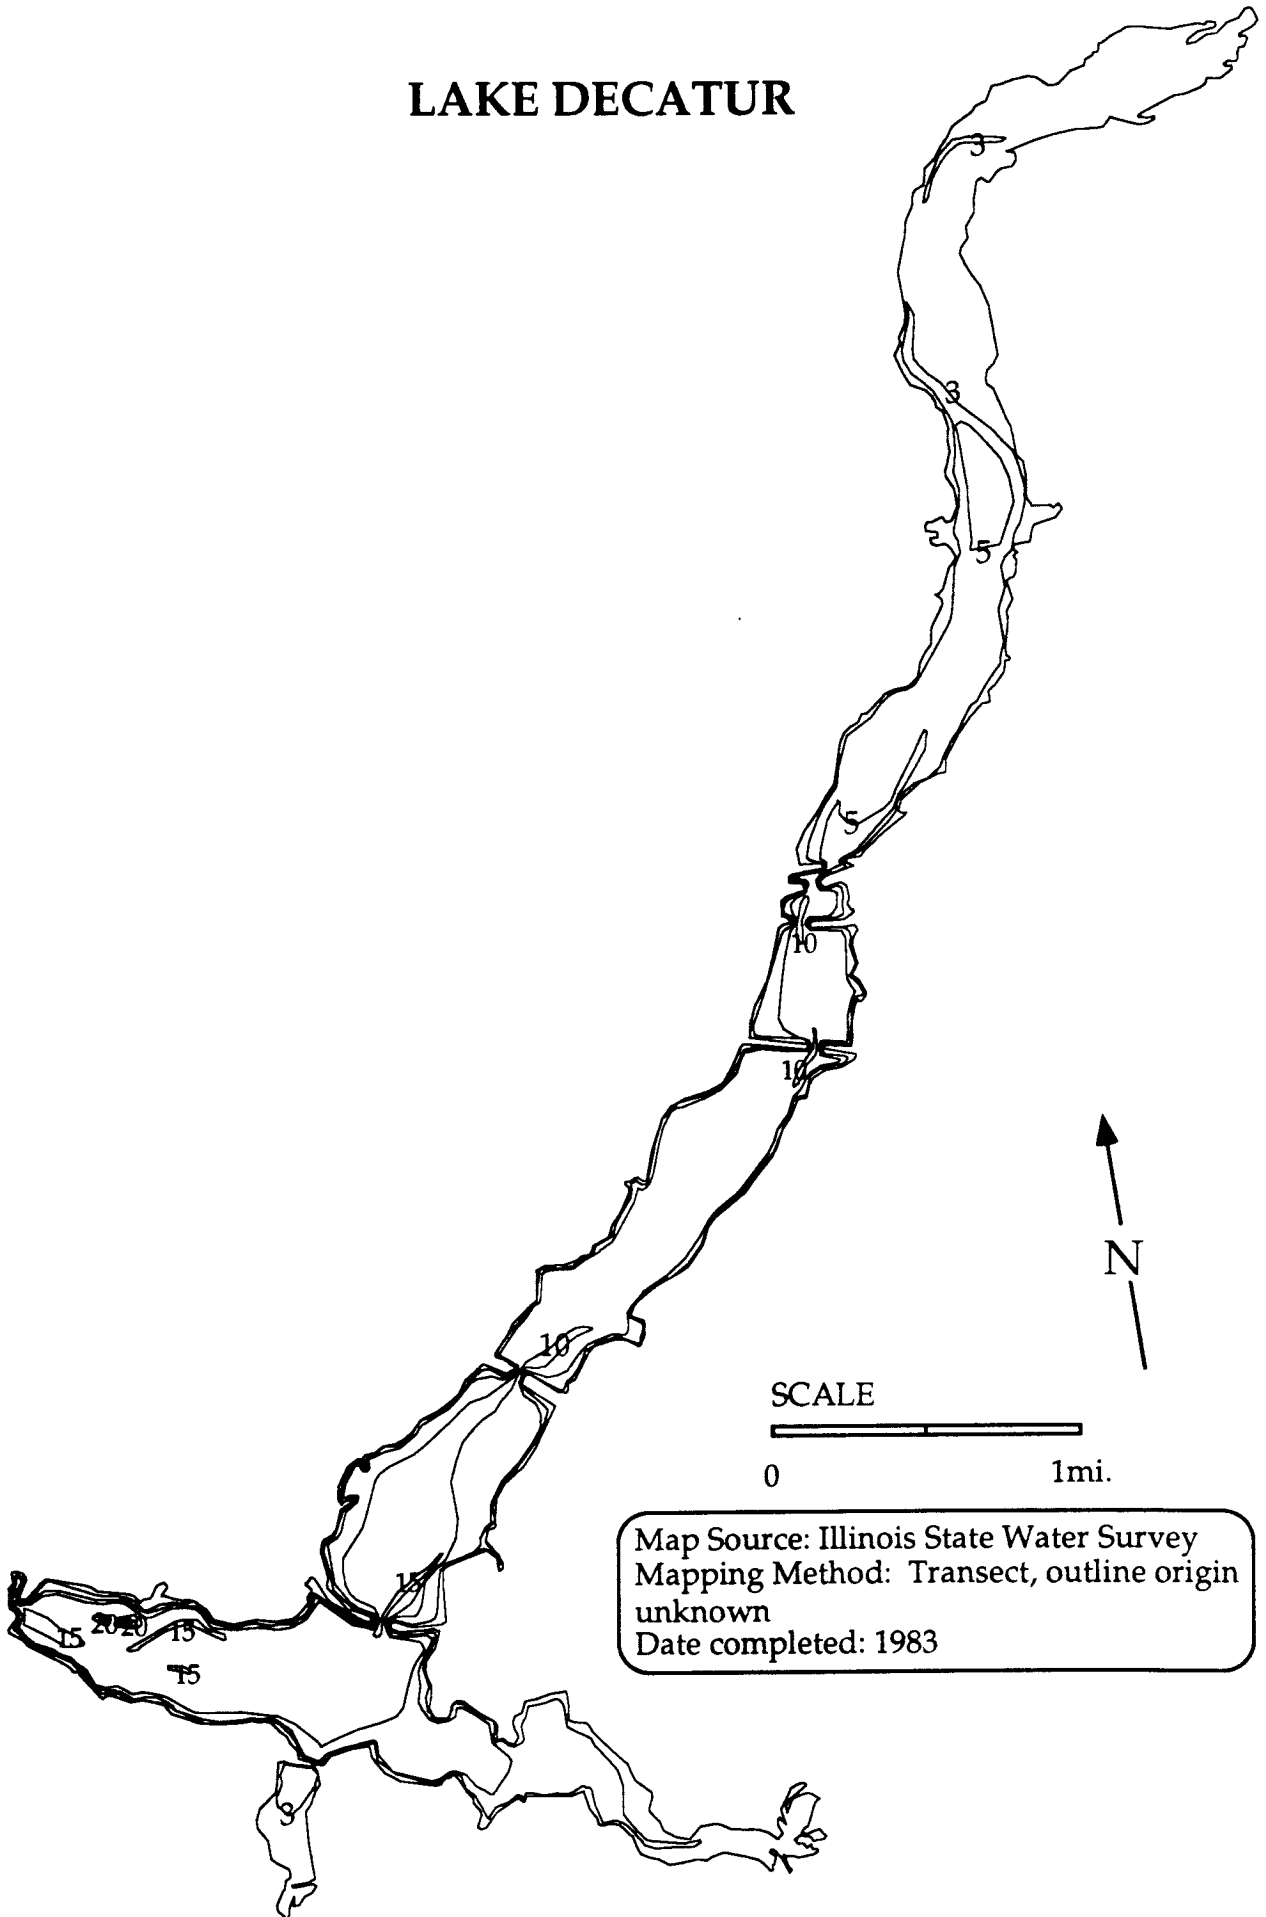 LAKE DECATUR
3
3
5
5
10
10
10
N
SCALE
0 1mi.
Map Source: Illinois State Water Survey
Mapping Method: Transect, outline origin
unknown
Date completed: 1983
15
20 20 15
15
15
3